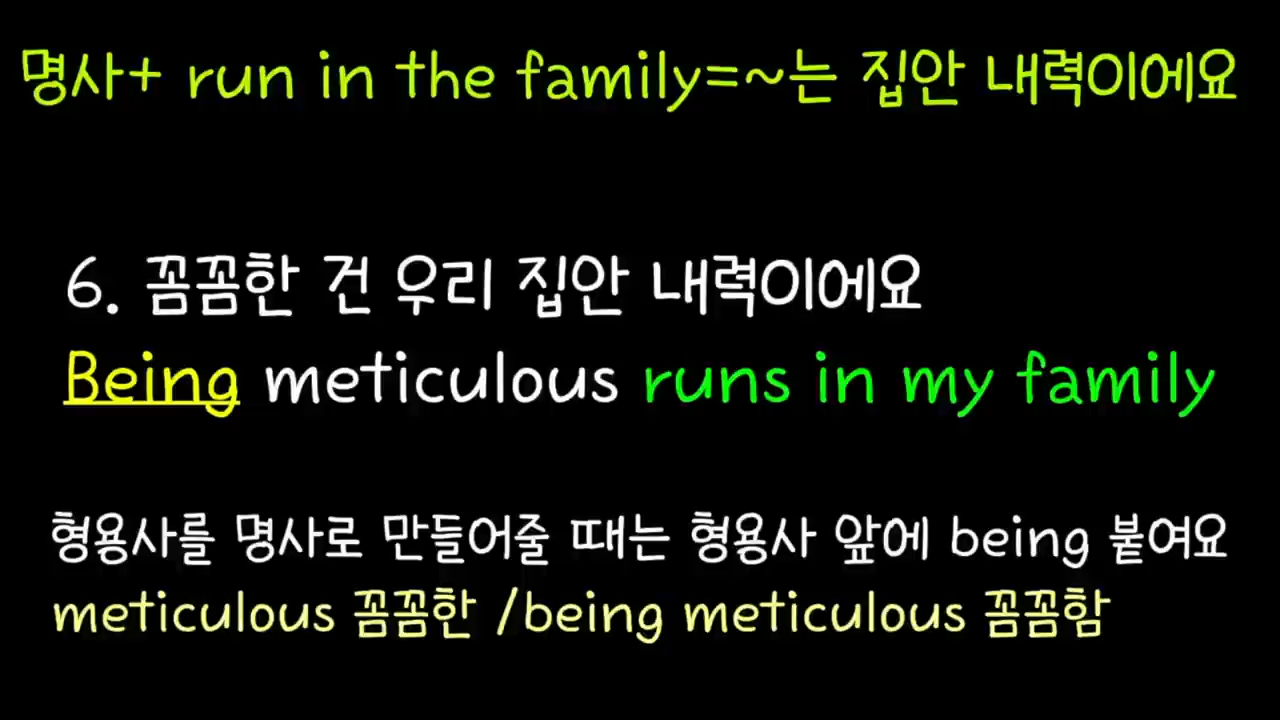 명사+ run in the family=~는 집안 내력이에요
6. 꼼꼼한 건 우리 집안 내력이에요
Being meticulous runs in my family
형용사를 명사로 만들어줄 때는 형용사 앞에 being 붙여요
meticulous 꼼꼼한 /being meticulous 꼼꼼함